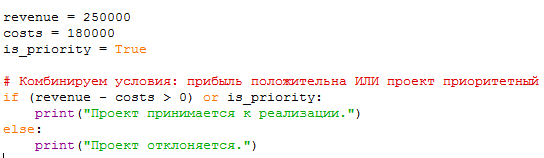 revenue = 250000
costs = 180000
is_priority = True
# Комбинируем условия: прибыль положительна ИЛИ проект приоритетный
if (revenue - costs > 0) or is_priority:
    print("Проект принимается к реализации.")
else:
    print("Проект отклоняется.")